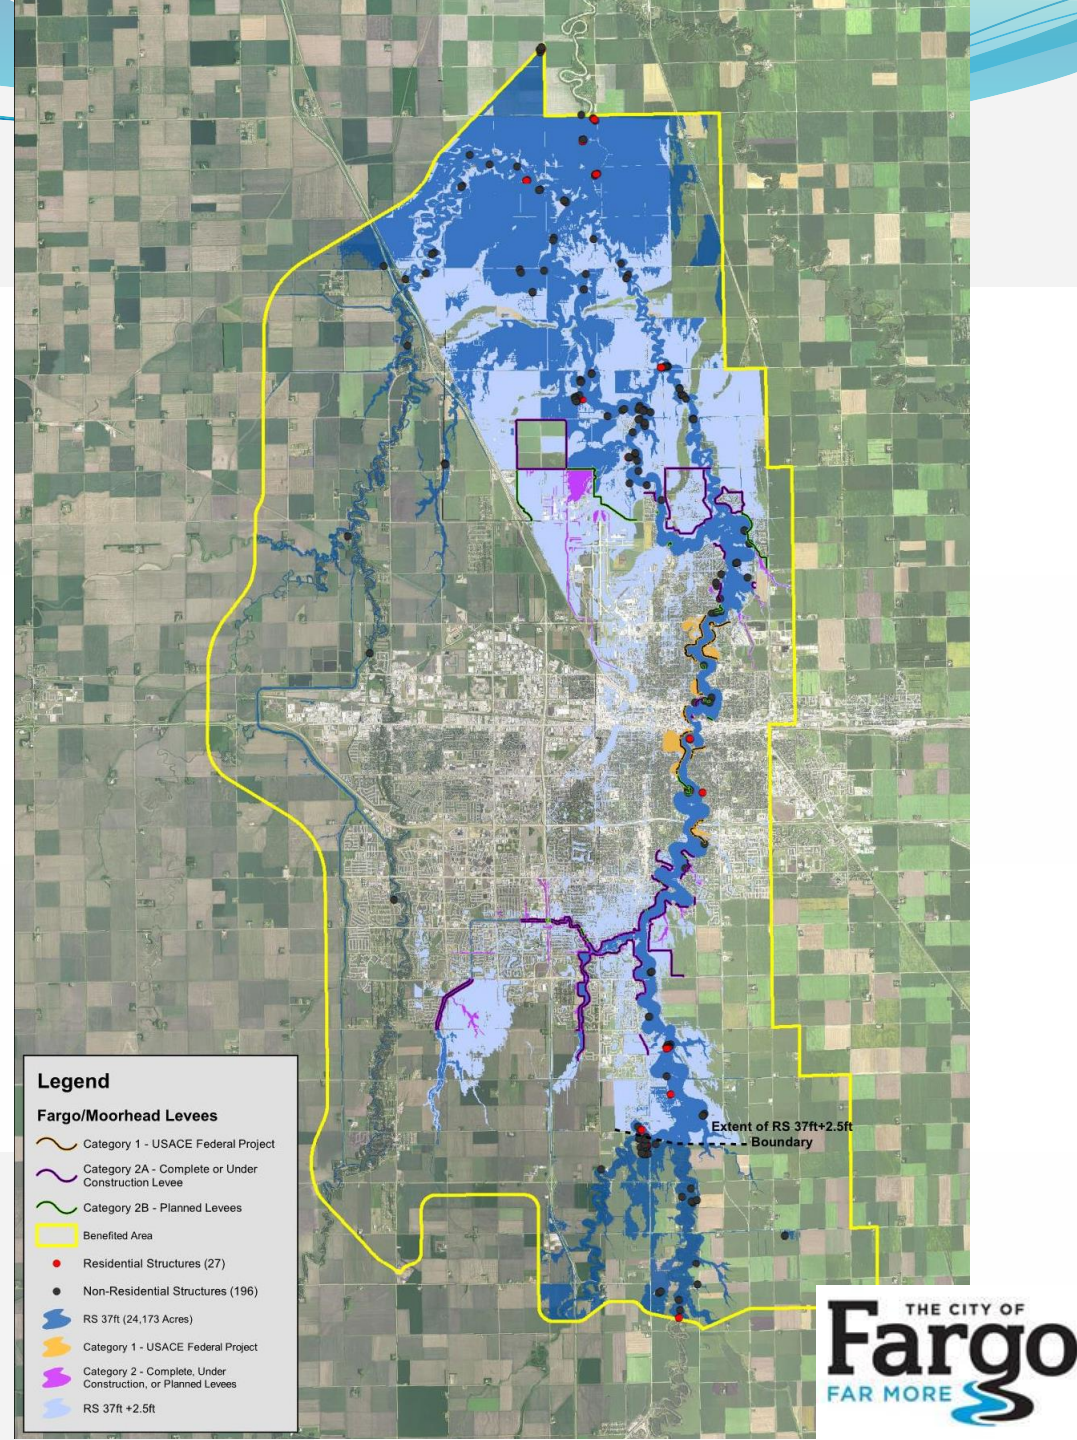 Extent of RS 37ft+2.5ft
Boundary
Legend
Fargo/Moorhead Levees
Category 1 - USACE Federal Project
Category 2A - Complete or Under
Construction Levee
Category 2B - Planned Levees
Benefited Area
Residential Structures (27)
Non-Residential Structures (196)
RS 37ft (24,173 Acres)
Category 1 - USACE Federal Project
Category 2 - Complete, Under
Construction, or Planned Levees
RS 37ft +2.5ft
THE CITY OF
Fargo
FAR MORE